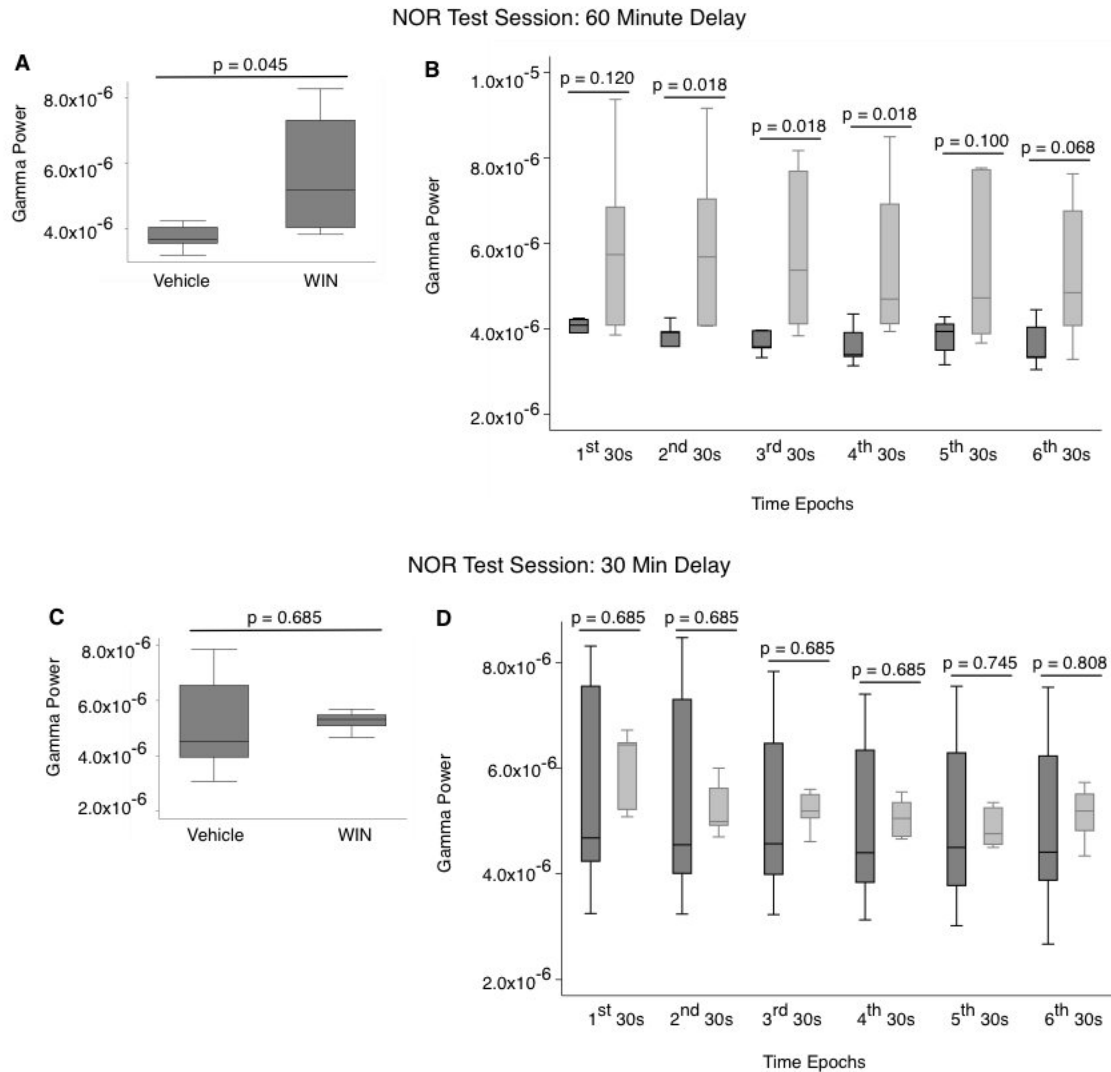 NOR Test Session: 60 Minute Delay
A
p = 0.045
8.0x10⁻⁶
6.0x10⁻⁶
4.0x10⁻⁶
Gamma Power
Vehicle WIN
B
1.0x10⁻⁵
8.0x10⁻⁶
6.0x10⁻⁶
4.0x10⁻⁶
2.0x10⁻⁶
Gamma Power
p = 0.120 p = 0.018 p = 0.018 p = 0.018 p = 0.100 p = 0.068
1ˢᵗ 30s 2ⁿᵈ 30s 3ʳᵈ 30s 4ᵗʰ 30s 5ᵗʰ 30s 6ᵗʰ 30s
Time Epochs
NOR Test Session: 30 Min Delay
C
p = 0.685
8.0x10⁻⁶
6.0x10⁻⁶
4.0x10⁻⁶
2.0x10⁻⁶
Gamma Power
Vehicle WIN
D
p = 0.685 p = 0.685 p = 0.685 p = 0.685 p = 0.745 p = 0.808
8.0x10⁻⁶
6.0x10⁻⁶
4.0x10⁻⁶
2.0x10⁻⁶
Gamma Power
1ˢᵗ 30s 2ⁿᵈ 30s 3ʳᵈ 30s 4ᵗʰ 30s 5ᵗʰ 30s 6ᵗʰ 30s
Time Epochs